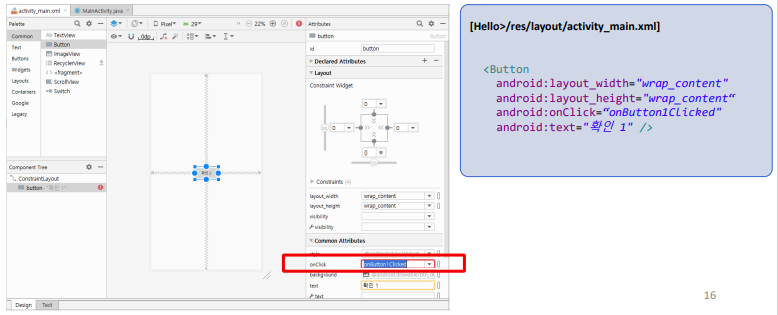 activity_main.xml
MainActivity.java
Palette
Common
Text
Buttons
Widgets
Layouts
Containers
Google
Legacy
Ab TextView
Button
ImageView
RecyclerView
<fragment>
ScrollView
Switch
Pixel
29
0dp
22%
Attributes
button
Button
id
button
Declared Attributes
Layout
Constraint Widget
0
0
0
0
Constraints (4)
layout_width
wrap_content
layout_height
wrap_content
visibility
visibility
Common Attributes
style
onClick
onButton1Clicked
background
text
확인 1
text
Component Tree
ConstraintLayout
button- "확인 1"
확인 1
Design
Text
[Hello>/res/layout/activity_main.xml]
<Button
android:layout_width="wrap_content"
android:layout_height="wrap_content“
android:onClick=“onButton1Clicked"
android:text="확인 1" />
16